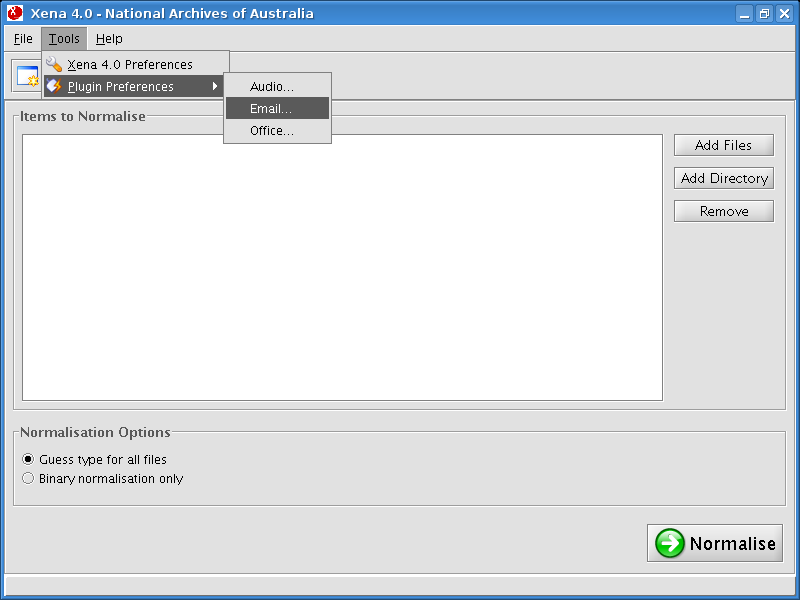 Xena 4.0 - National Archives of Australia
File Tools Help
Xena 4.0 Preferences
Plugin Preferences
Audio...
Email...
Office...
Items to Normalise
Add Files
Add Directory
Remove
Normalisation Options
Guess type for all files
Binary normalisation only
Normalise